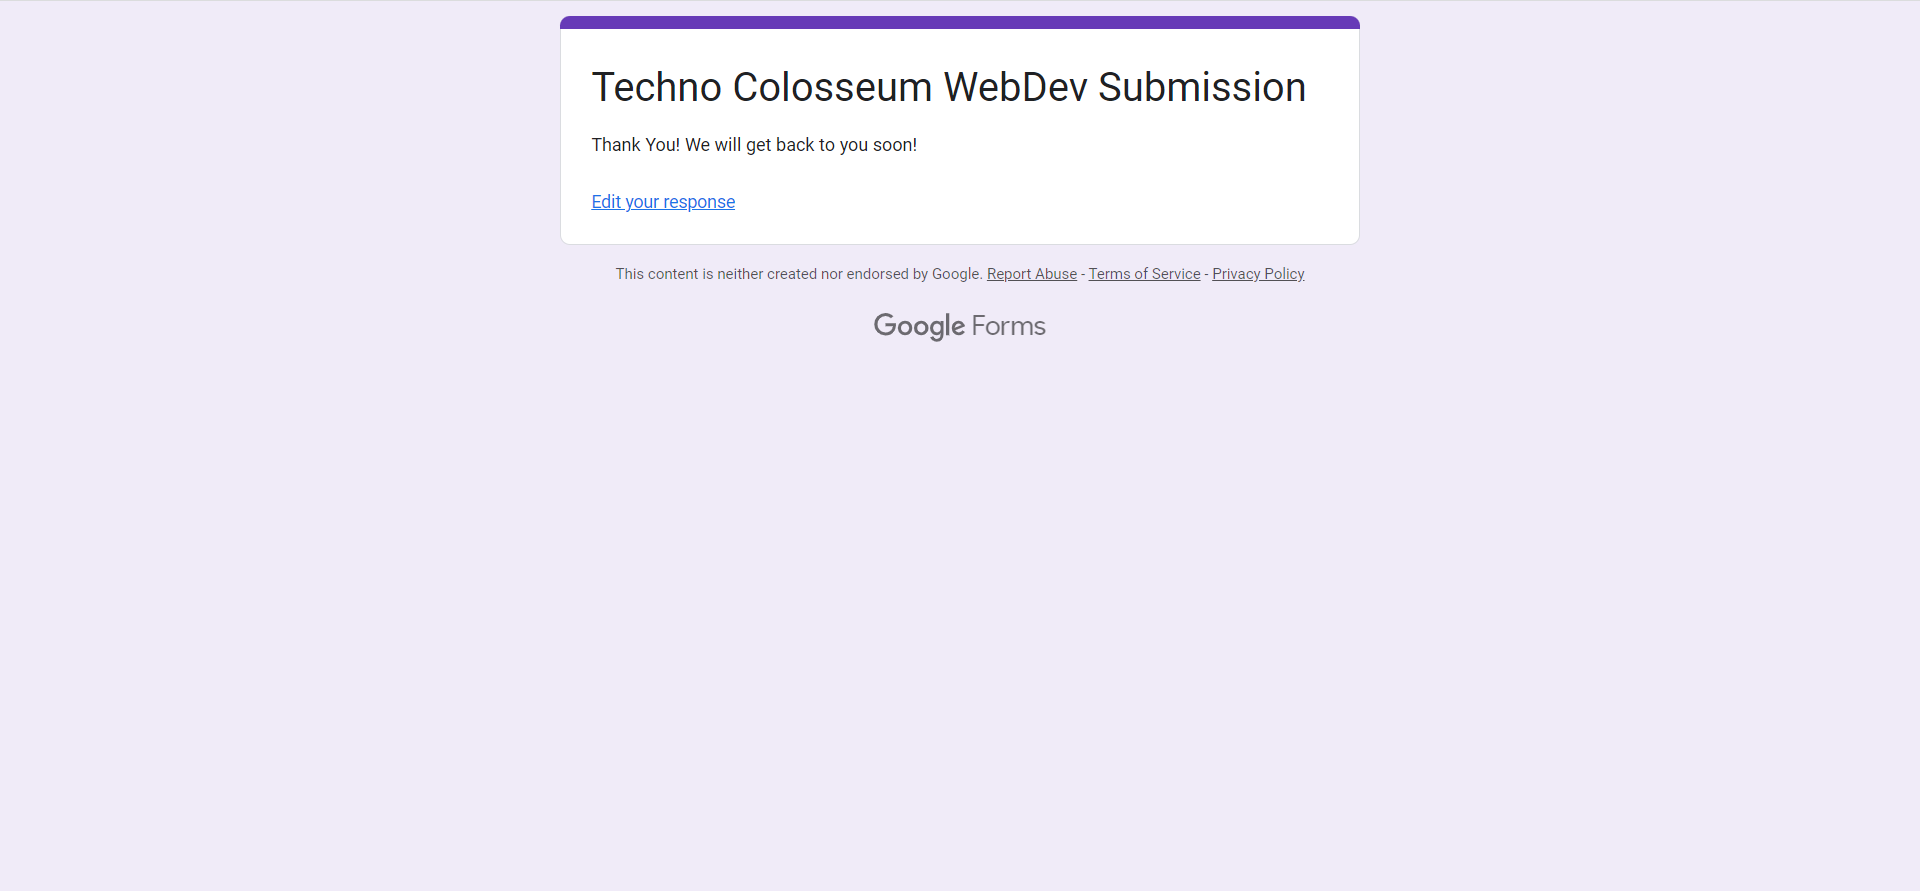 Techno Colosseum WebDev Submission
Thank You! We will get back to you soon!
Edit your response
This content is neither created nor endorsed by Google. Report Abuse - Terms of Service - Privacy Policy
Google Forms